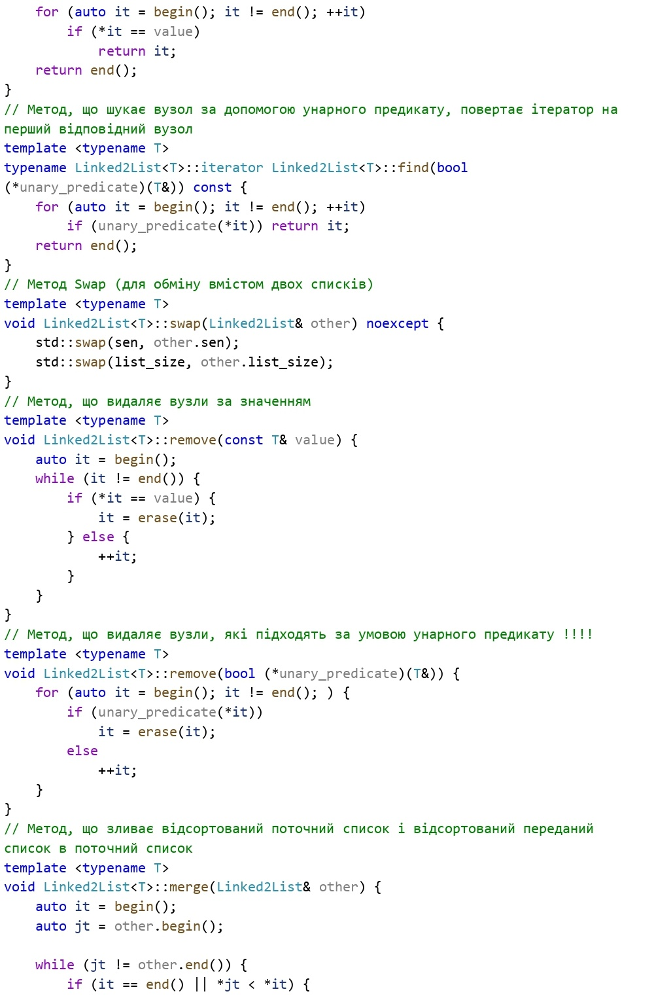 for (auto it = begin(); it != end(); ++it)
        if (*it == value)
            return it;
    return end();
}
// Метод, що шукає вузол за допомогою унарного предикату, повертає ітератор на
перший відповідний вузол
template <typename T>
typename Linked2List<T>::iterator Linked2List<T>::find(bool
(*unary_predicate)(T&)) const {
    for (auto it = begin(); it != end(); ++it)
        if (unary_predicate(*it)) return it;
    return end();
}
// Метод Swap (для обміну вмістом двох списків)
template <typename T>
void Linked2List<T>::swap(Linked2List& other) noexcept {
    std::swap(sen, other.sen);
    std::swap(list_size, other.list_size);
}
// Метод, що видаляє вузли за значенням
template <typename T>
void Linked2List<T>::remove(const T& value) {
    auto it = begin();
    while (it != end()) {
        if (*it == value) {
            it = erase(it);
        } else {
            ++it;
        }
    }
}
// Метод, що видаляє вузли, які підходять за умовою унарного предикату !!!!
template <typename T>
void Linked2List<T>::remove(bool (*unary_predicate)(T&)) {
    for (auto it = begin(); it != end(); ) {
        if (unary_predicate(*it))
            it = erase(it);
        else
            ++it;
    }
}
// Метод, що зливає відсортований поточний список і відсортований переданий
список в поточний список
template <typename T>
void Linked2List<T>::merge(Linked2List& other) {
    auto it = begin();
    auto jt = other.begin();

    while (jt != other.end()) {
        if (it == end() || *jt < *it) {